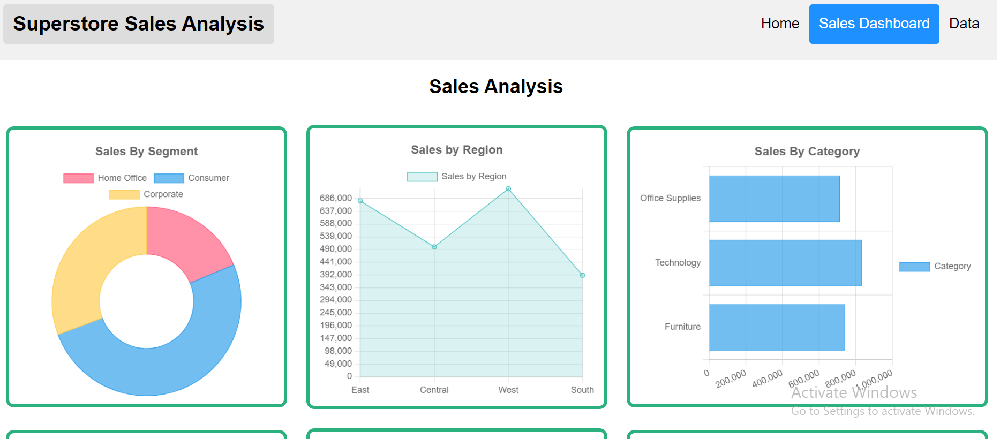 Superstore Sales Analysis
Home Sales Dashboard Data
Sales Analysis
Sales By Segment
Home Office Consumer
Corporate
Sales by Region
Sales by Region
686,000
637,000
588,000
539,000
490,000
441,000
392,000
343,000
294,000
245,000
196,000
147,000
98,000
49,000
0
East Central West South
Sales By Category
Office Supplies
Technology
Furniture
Category
0 200,000 400,000 600,000 800,000 1,000,000
Activate Windows
Go to Settings to activate Windows.